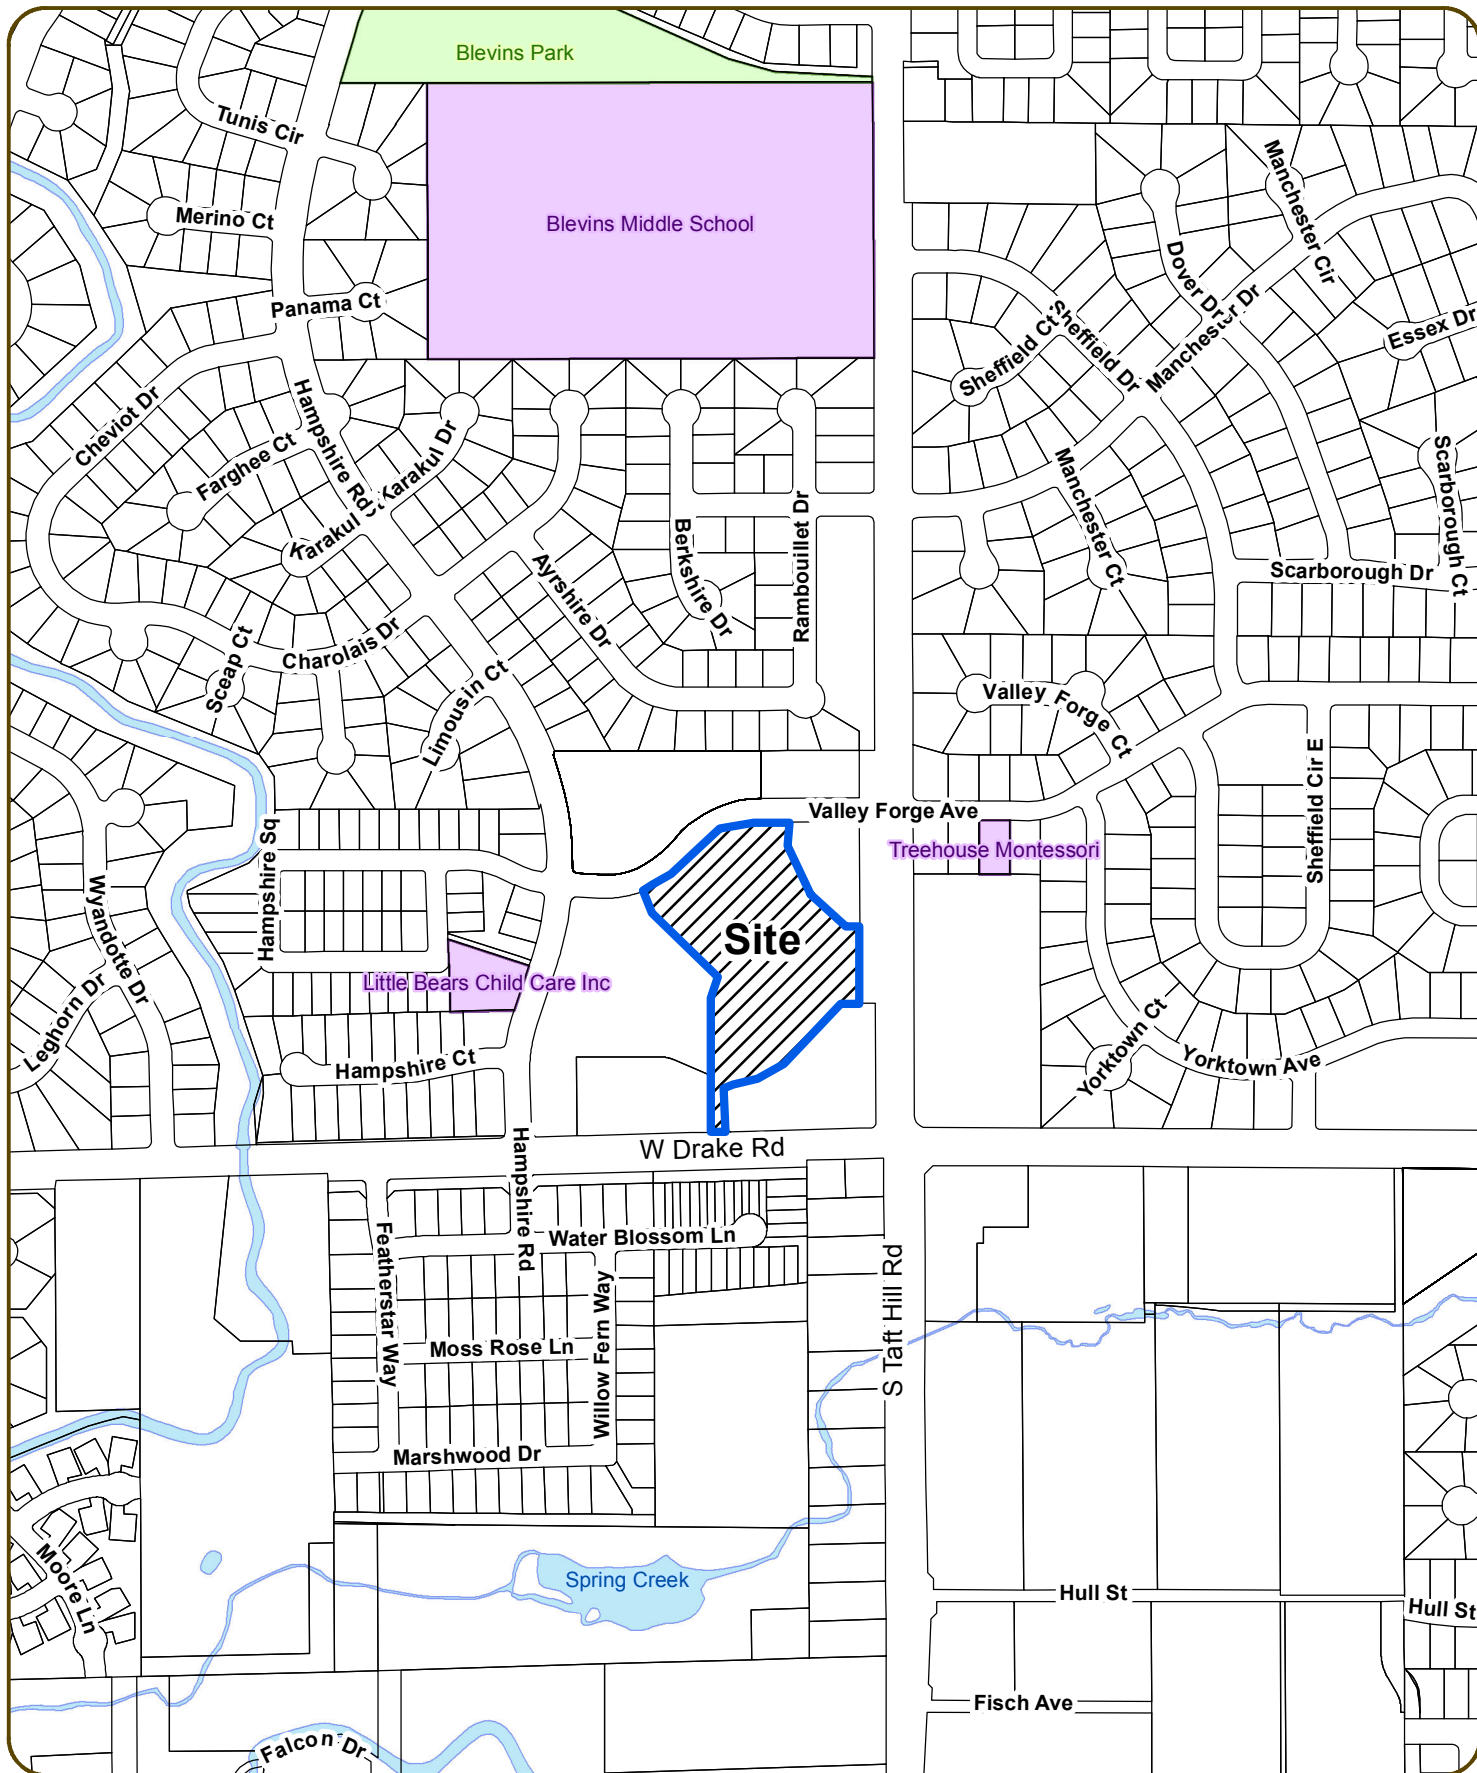 Blevins Park
Tunis Cir
Manchester Cir
Merino Ct
Blevins Middle School
Dover Dr
Panama Ct
Sheffield Dr
Manchester Dr
Essex Dr
Sheffield Ct
Cheviot Dr
Hampshire Rd
Farghee Ct
Karakul Dr
Karakul Ct
Manchester Ct
Scarborough Ct
Berkshire Dr
Rambouillet Dr
Ayrshire Dr
Scarborough Dr
Charolais Dr
Sceap Ct
Limousin Ct
Valley Forge Ct
Valley Forge Ave
Sheffield Cir E
Treehouse Montessori
Hampshire Sq
Wyandotte Dr
Site
Little Bears Child Care Inc
Leghorn Dr
Hampshire Ct
Yorktown Ct
Yorktown Ave
W Drake Rd
Hampshire Rd
Featherstar Way
Water Blossom Ln
S Taft Hill Rd
Willow Fern Way
Moss Rose Ln
Marshwood Dr
Moore Ln
Spring Creek
Hull St
Hull St
Fisch Ave
Falcon Dr